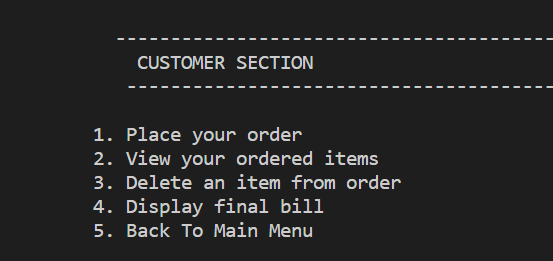 ----------------------------------------
CUSTOMER SECTION
---------------------------------------
1. Place your order
2. View your ordered items
3. Delete an item from order
4. Display final bill
5. Back To Main Menu